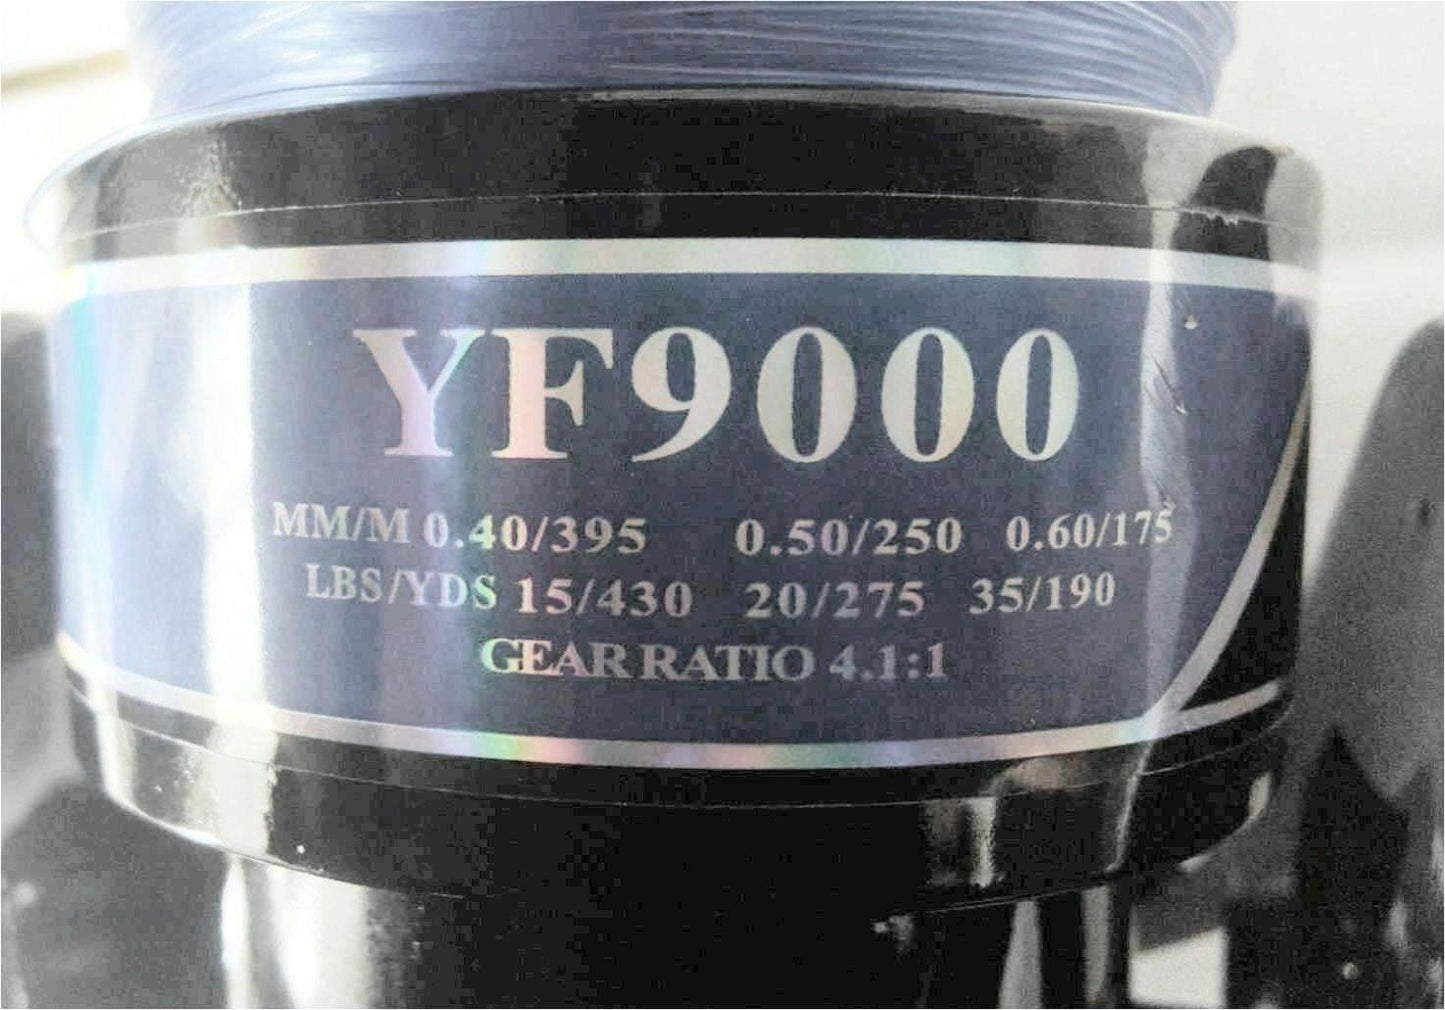 YF9000
MM/M 0.40/395 0.50/250 0.60/175
LBS/YDS 15/430 20/275 35/190
GEAR RATIO 4.1:1